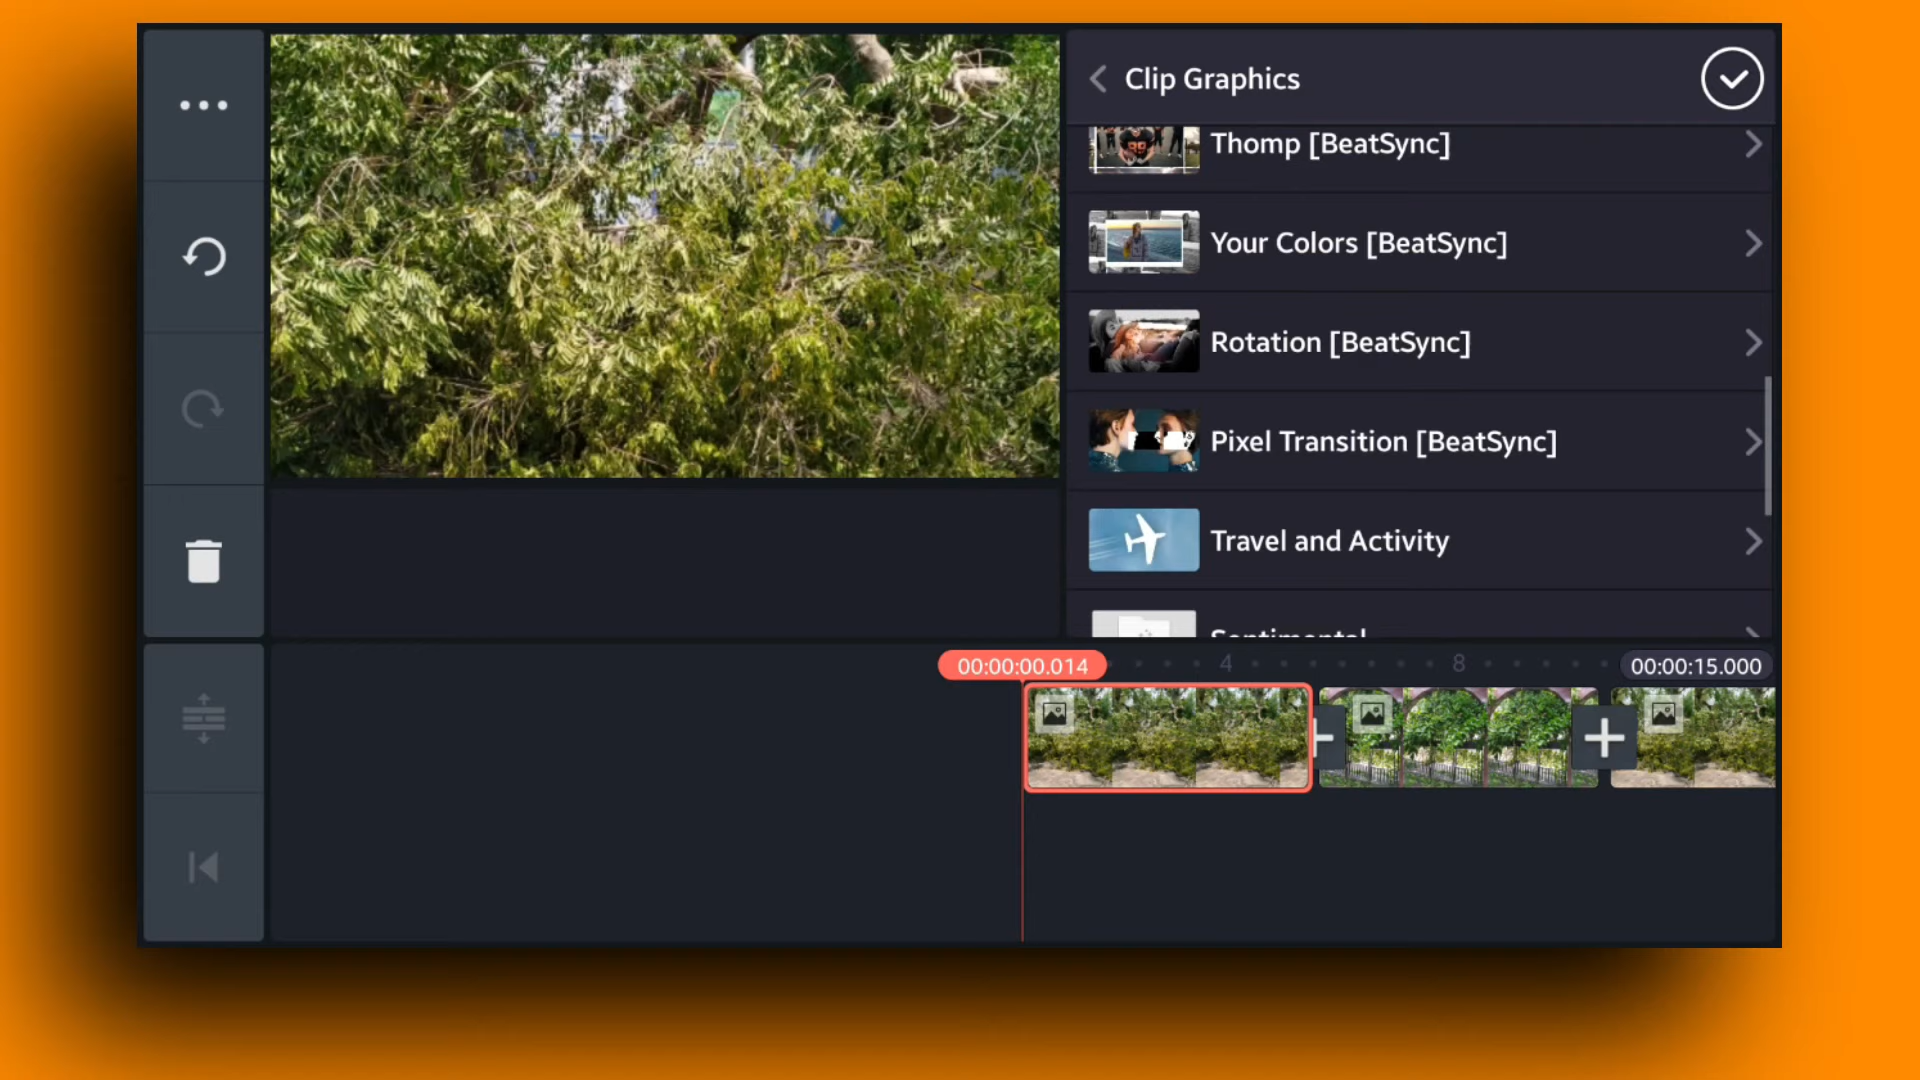 Clip Graphics
Thomp [BeatSync]
Your Colors [BeatSync]
Rotation [BeatSync]
Pixel Transition [BeatSync]
Travel and Activity
Sentimental
00:00:00.014
4
8
00:00:15.000